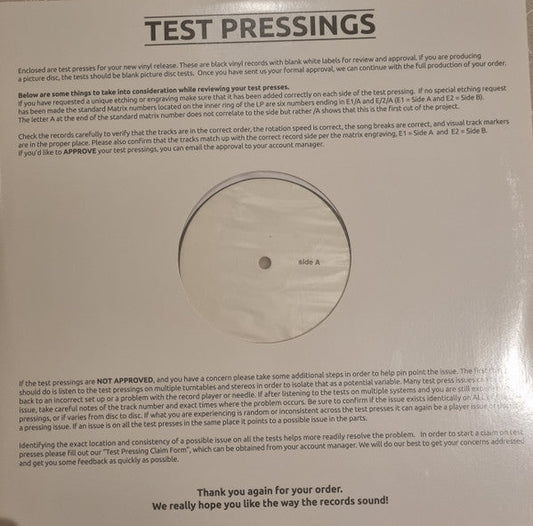 TEST PRESSINGS
Enclosed are test presses for your new vinyl release. These are black vinyl records with blank white labels for review and approval. If you are producing
a picture disc, the tests should be blank picture disc tests. Once you have sent us your formal approval, we can continue with the full production of your order.
Below are some things to take into consideration while reviewing your test presses.
If you have requested a unique etching or engraving make sure that it has been added correctly on each side of the test pressing. If no special etching request
has been made the standard Matrix numbers located on the inner ring of the LP are six numbers ending in E1/A and E/2/A (E1 = Side A and E2 = Side B).
The letter A at the end of the standard matrix number does not correlate to the side but rather /A shows that this is the first cut of the project.
Check the records carefully to verify that the tracks are in the correct order, the rotation speed is correct, the song breaks are correct, and visual track markers
are in the proper place. Please also confirm that the tracks match up with the correct record side per the matrix engraving, E1 = Side A and E2 = Side B.
If you'd like to APPROVE your test pressings, you can email the approval to your account manager.
side A
If the test pressings are NOT APPROVED, and you have a concern please take some additional steps in order to help pin point the issue. The first
should do is listen to the test pressings on multiple turntables and stereos in order to isolate that as a potential variable. Many test press issues
back to an incorrect set up or a problem with the record player or needle. If after listening to the test on multiple systems and you are still
issue, take careful notes of the track number and exact times where the problem occurs. Be sure to confirm if the issue exists identically on ALL
pressings, or if varies from disc to disc. If what you are experiencing is random or inconsistent across the test presses it can again be a player issue
a pressing issue. If an issue is on all the test presses in the same place it points to a possible issue in the parts.
Identifying the exact location and consistency of a possible issue on all the tests helps more readily resolve the problem. In order to start a claim on test
presses please fill out our "Test Pressing Claim Form", which can be obtained from your account manager. We will do our best to get your concerns addressed
and get you some feedback as quickly as possible.
Thank you again for your order.
We really hope you like the way the records sound!